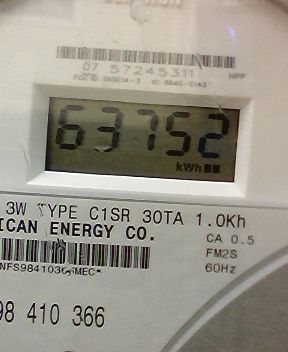 07 57245311 HPF
63752
kWh
3W TYPE C1SR 30TA 1.0Kh
ICAN ENERGY CO.
CA 0.5
FM2S
60Hz
98 410 366